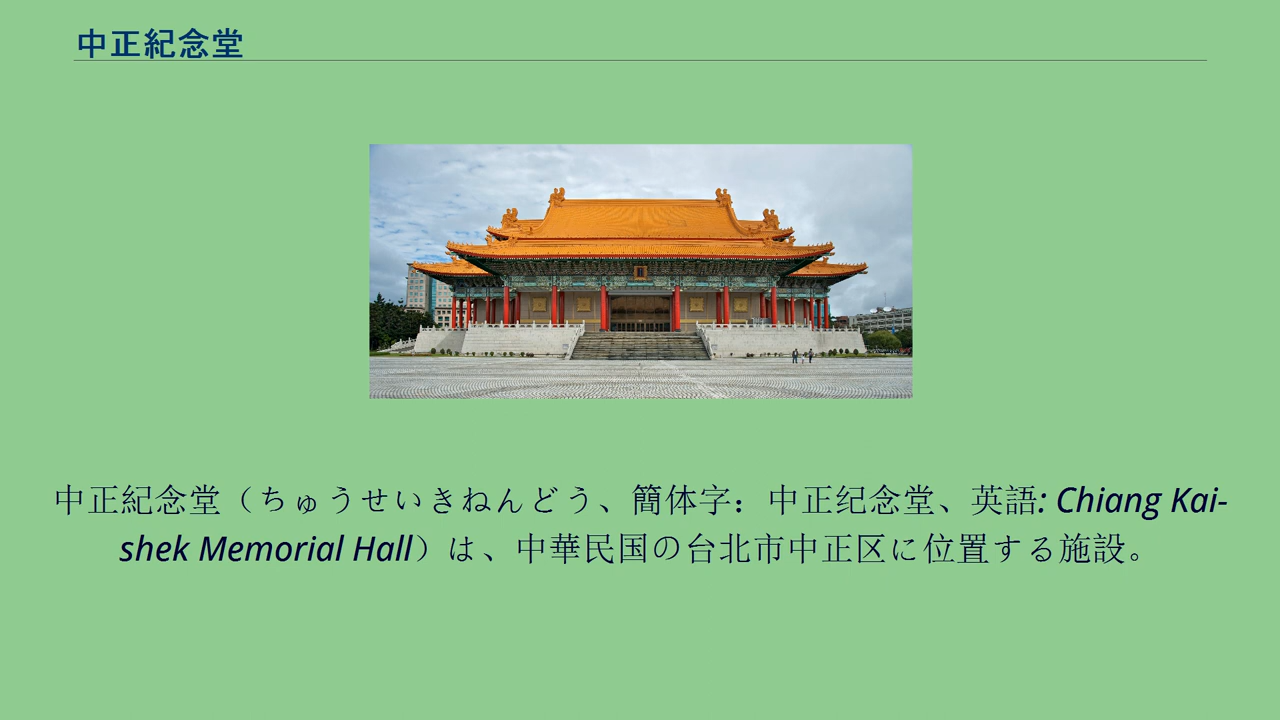 中正紀念堂
中正紀念堂（ちゅうせいきねんどう、簡体字：中正纪念堂、英語: Chiang Kai-
shek Memorial Hall）は、中華民国の台北市中正区に位置する施設。